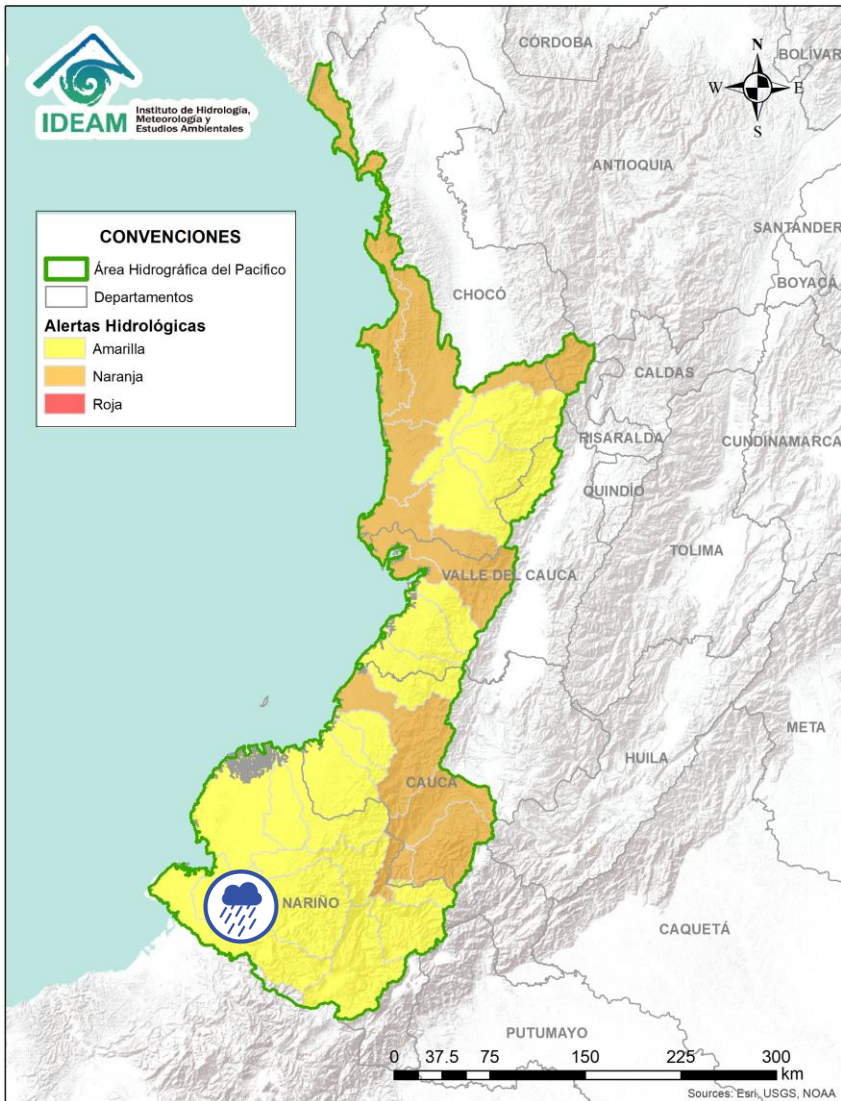 CÓRDOBA
BOLÍVAR
N
W E
S
IDEAM
Instituto de Hidrología,
Meteorología y
Estudios Ambientales
ANTIOQUIA
SANTANDER
CONVENCIONES
Área Hidrográfica del Pacifico
Departamentos
Alertas Hidrológicas
Amarilla
Naranja
Roja
BOYACÁ
CHOCÓ
CALDAS
RISARALDA
CUNDINAMARCA
QUINDÍO
TOLIMA
VALLE DEL CAUCA
META
HUILA
CAUCA
NARIÑO
CAQUETÁ
PUTUMAYO
0 37.5 75 150 225 300
km
Sources: Esri, USGS, NOAA